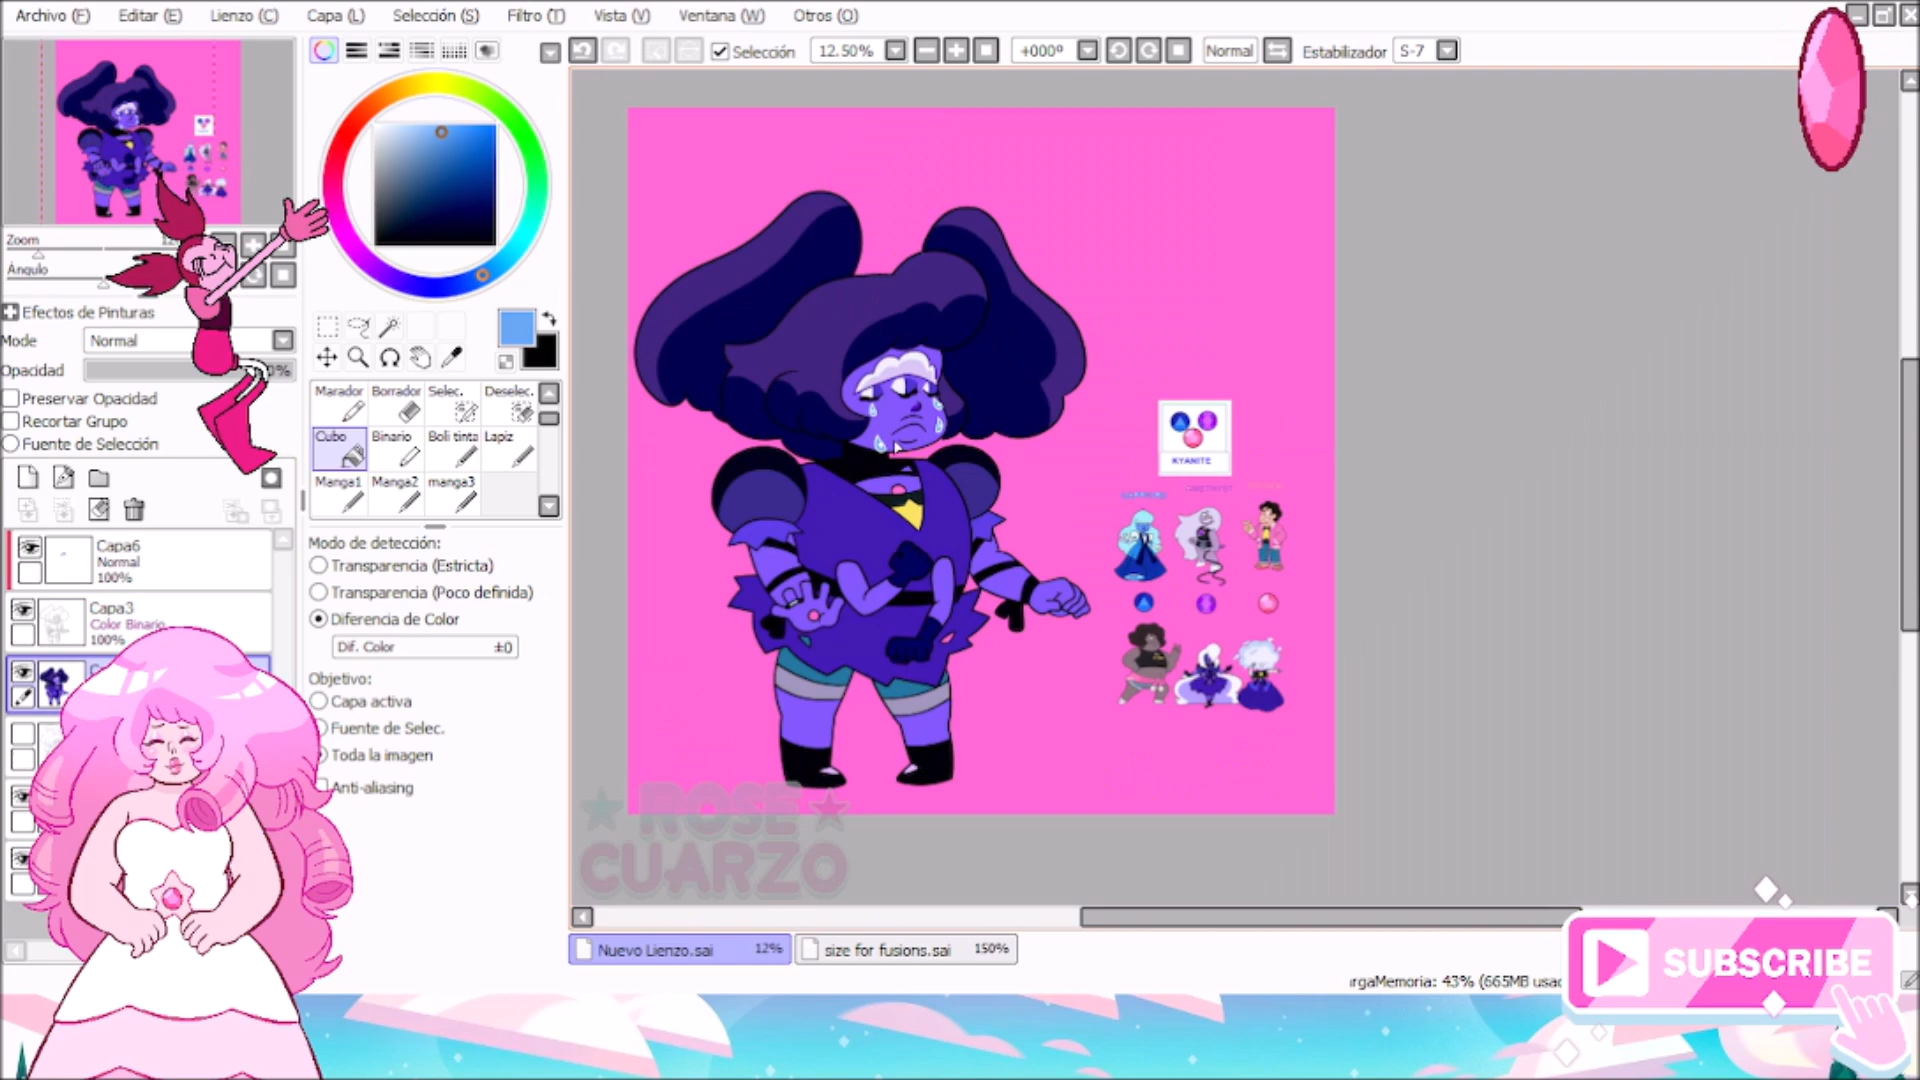 Archivo (F) Editar (E) Lienzo (C) Capa (L) Selección (S) Filtro (T) Vista (V) Ventana (W) Otros (O)
Selección 12.50% +000º Normal Estabilizador S-7
Zoom
Ángulo
Efectos de Pinturas
Mode Normal
Opacidad
Preservar Opacidad
Recortar Grupo
Fuente de Selección
Marador Borrador Selec. Deselec.
Cubo Binario Boli tinta Lapiz
Manga1 Manga2 manga3
Modo de detección:
Transparencia (Estricta)
Transparencia (Poco definida)
Diferencia de Color
Dif. Color ±0
Objetivo:
Capa activa
Fuente de Selec.
Toda la imagen
Anti-aliasing
Capa6
Normal
100%
Capa3
Color Binario
100%
KYANITE
ROSE
CUARZO
Nuevo Lienzo.sai 12% size for fusions.sai 150%
rgaMemoria: 43% (665MB usad
SUBSCRIBE